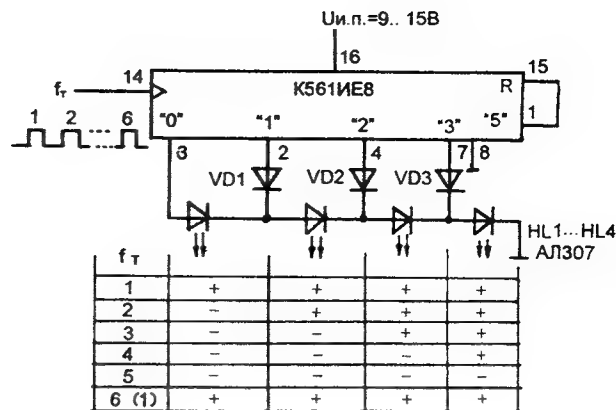 Uи.п.=9.. 15В
16
К561ИЕ8
14
R
15
fт
1
"0"
"1"
"2"
"3"
"5"
1
2
6
3
2
4
7
8
VD1
VD2
VD3
HL1...HL4
АЛ307
f т
1 + + + +
2 – + + +
3 – – + +
4 – – – +
5 – – – –
6 (1) + + + +